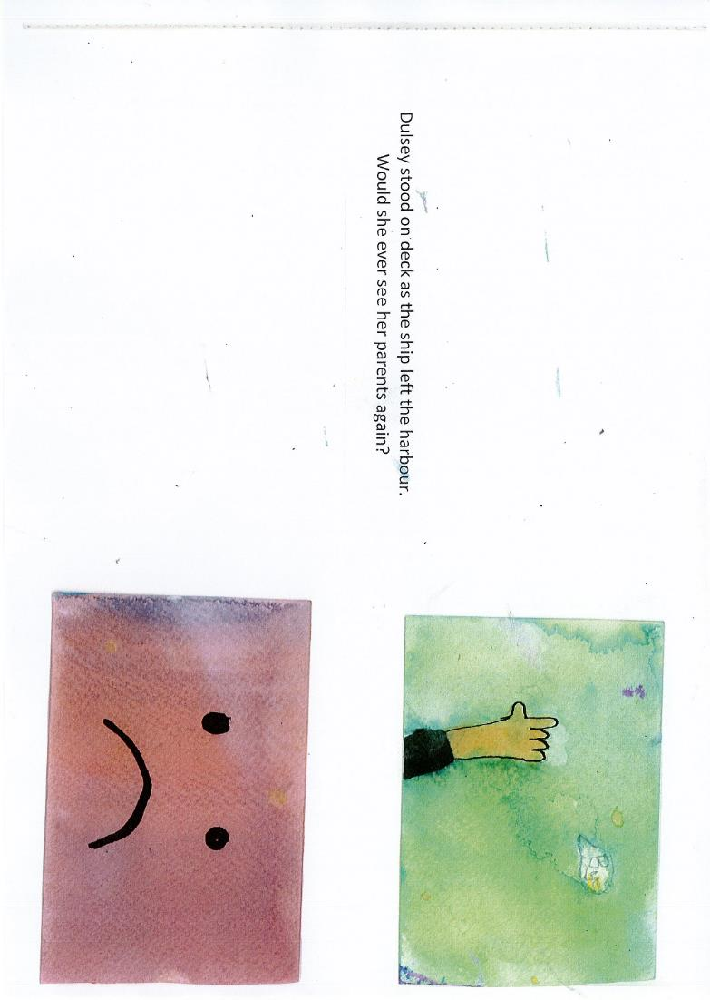 Dulsey stood on deck as the ship left the harbour.
Would she ever see her parents again?